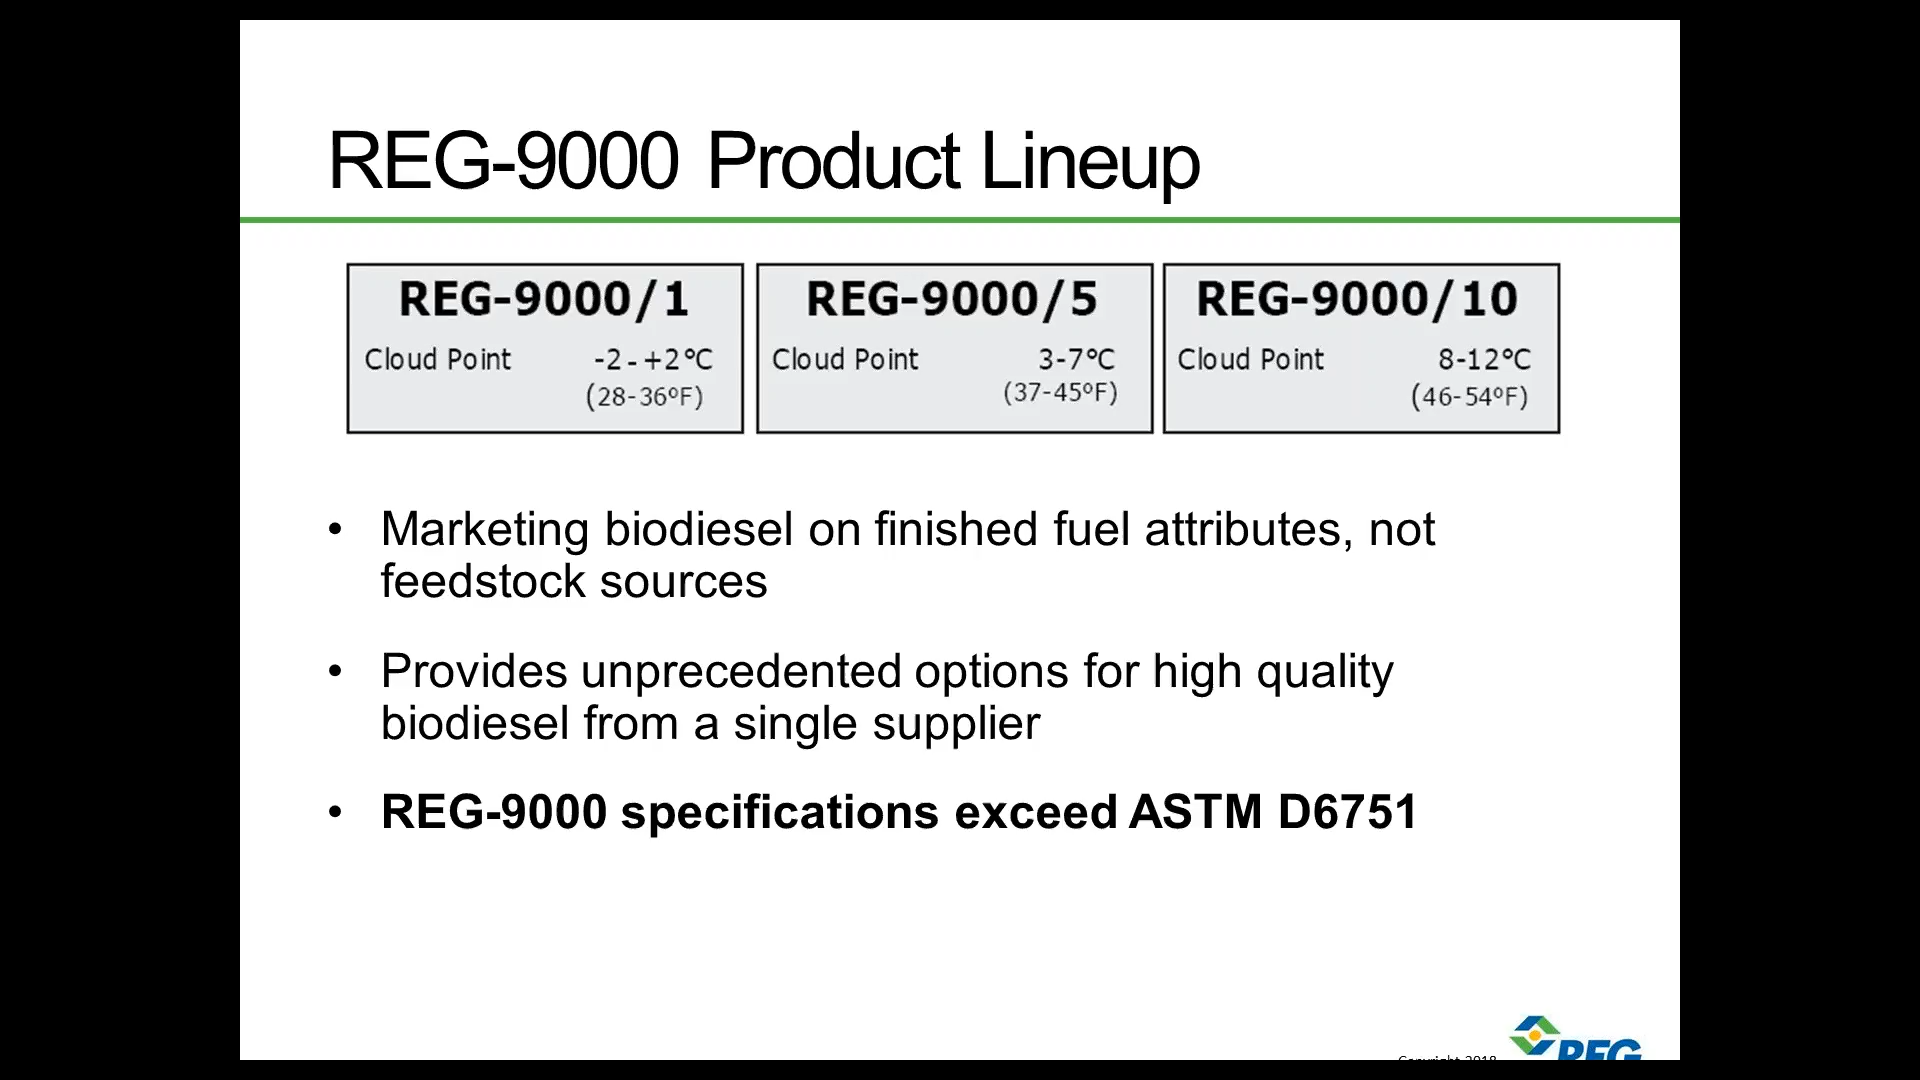 REG-9000 Product Lineup
REG-9000/1
Cloud Point -2 - +2°C
(28-36ºF)
REG-9000/5
Cloud Point 3-7°C
(37-45ºF)
REG-9000/10
Cloud Point 8-12°C
(46-54ºF)
• Marketing biodiesel on finished fuel attributes, not
feedstock sources
• Provides unprecedented options for high quality
biodiesel from a single supplier
• REG-9000 specifications exceed ASTM D6751
Copyright 2018
REG